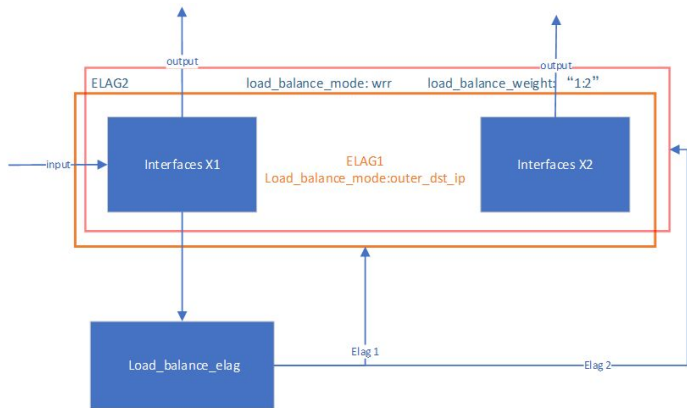 output
output
ELAG2 load_balance_mode: wrr load_balance_weight: “1:2”
input
Interfaces X1
ELAG1
Load_balance_mode:outer_dst_ip
Interfaces X2
Elag 1
Load_balance_elag
Elag 2